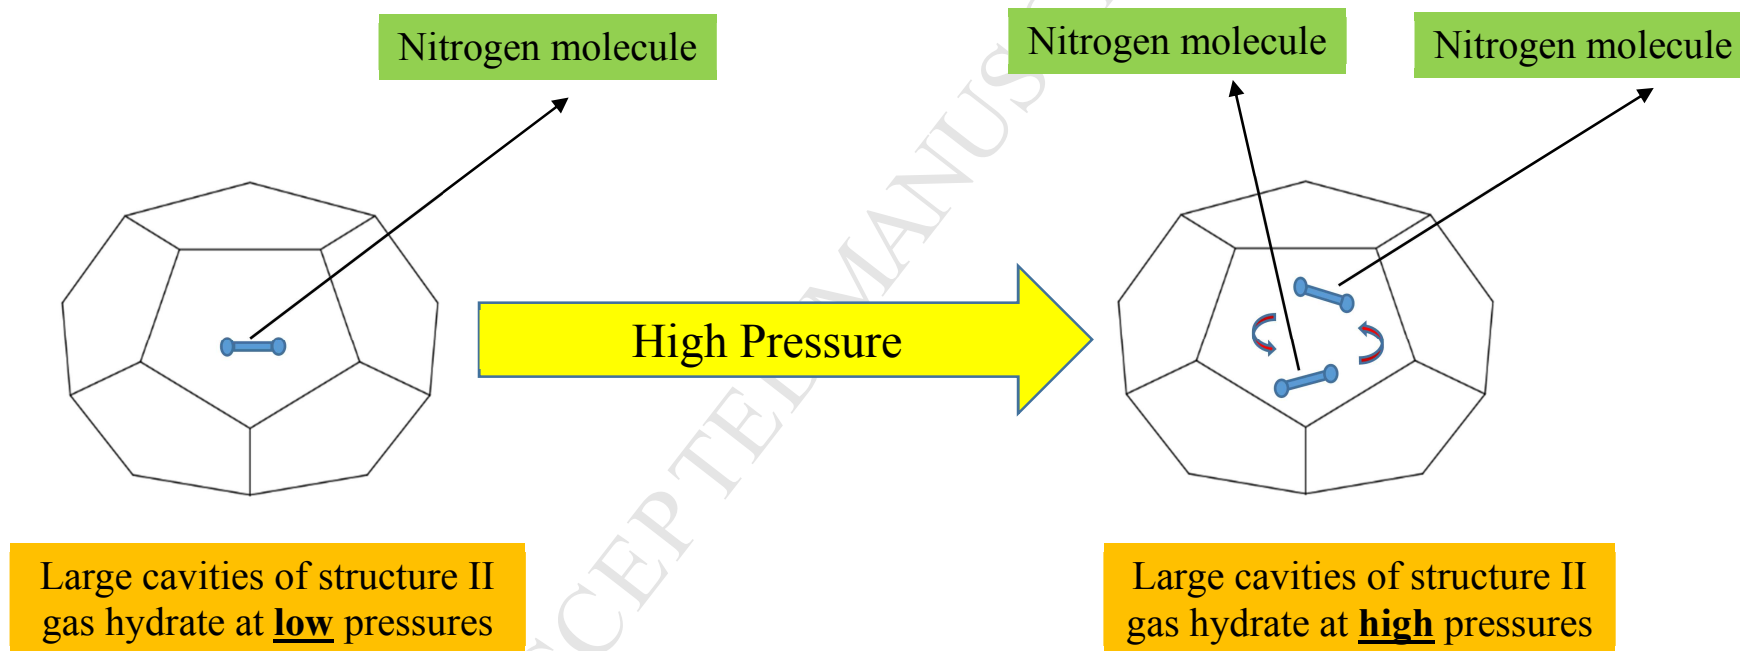 Nitrogen molecule
Nitrogen molecule
Nitrogen molecule
High Pressure
Large cavities of structure II
gas hydrate at low pressures
Large cavities of structure II
gas hydrate at high pressures